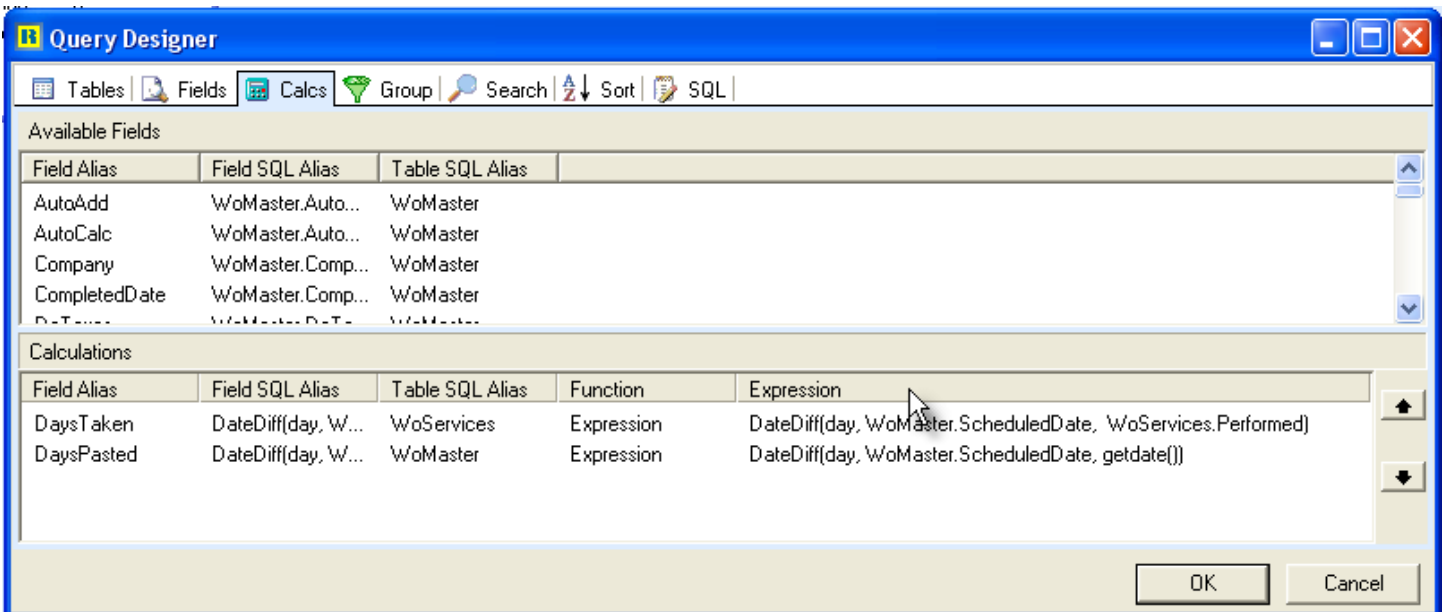 Query Designer
Tables Fields Calcs Group Search Sort SQL
Available Fields
Field Alias Field SQL Alias Table SQL Alias
AutoAdd WoMaster.Auto... WoMaster
AutoCalc WoMaster.Auto... WoMaster
Company WoMaster.Comp... WoMaster
CompletedDate WoMaster.Comp... WoMaster
Calculations
Field Alias Field SQL Alias Table SQL Alias Function Expression
DaysTaken DateDiff(day, W... WoServices Expression DateDiff(day, WoMaster.ScheduledDate, WoServices.Performed)
DaysPasted DateDiff(day, W... WoMaster Expression DateDiff(day, WoMaster.ScheduledDate, getdate())
OK Cancel